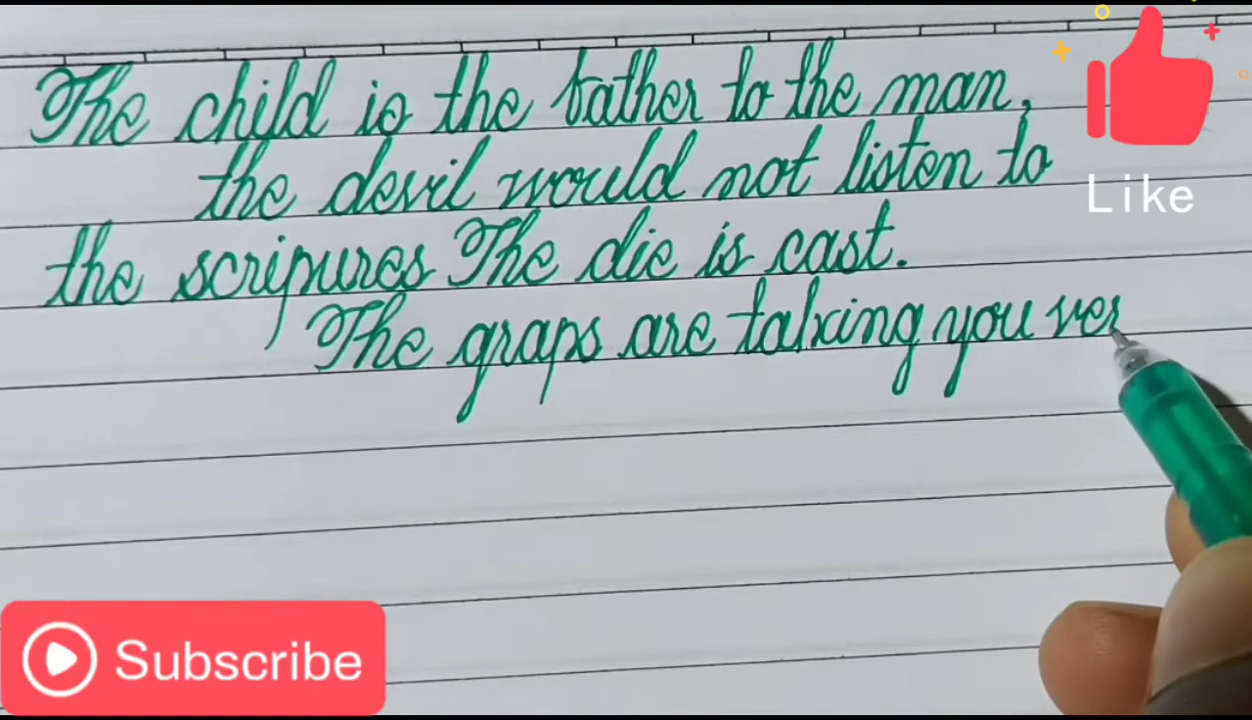 The child is the father to the man,
the devil would not listen to
the scripures The die is cast.
The graps are talking you ver
Like
Subscribe